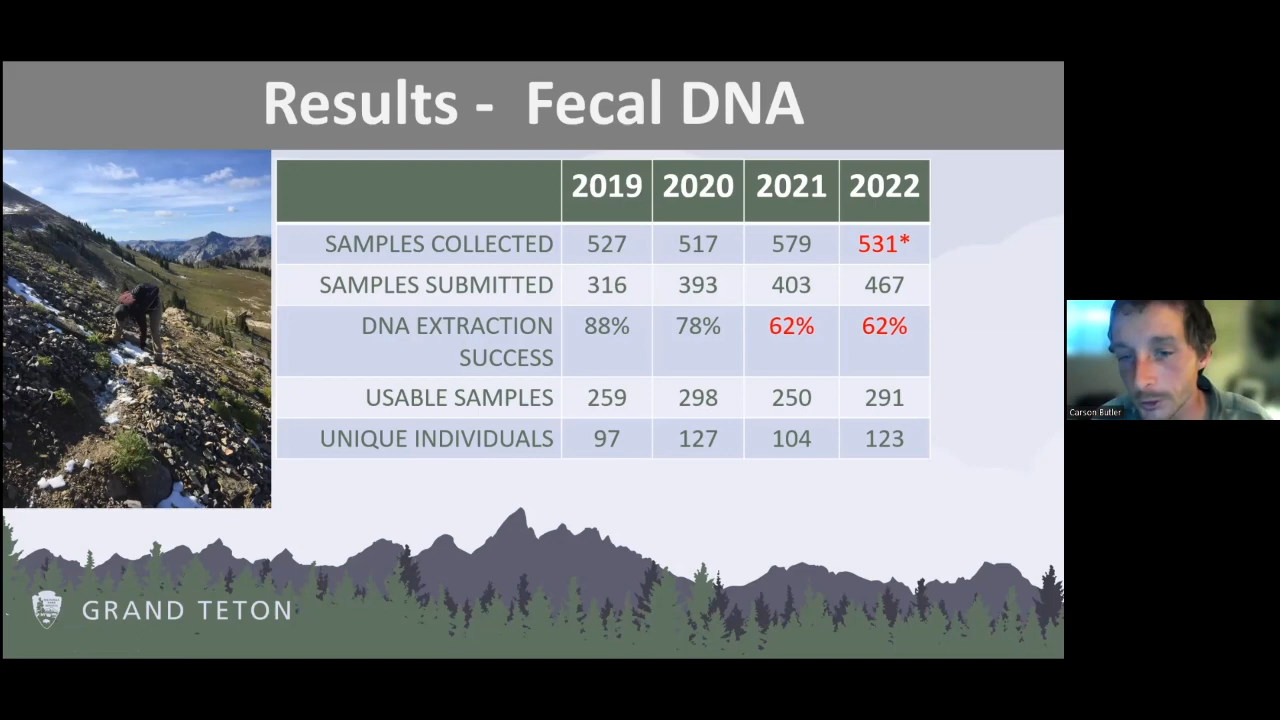 Results - Fecal DNA
2019 2020 2021 2022
SAMPLES COLLECTED 527 517 579 531*
SAMPLES SUBMITTED 316 393 403 467
DNA EXTRACTION SUCCESS 88% 78% 62% 62%
USABLE SAMPLES 259 298 250 291
UNIQUE INDIVIDUALS 97 127 104 123
GRAND TETON
Carson Butler